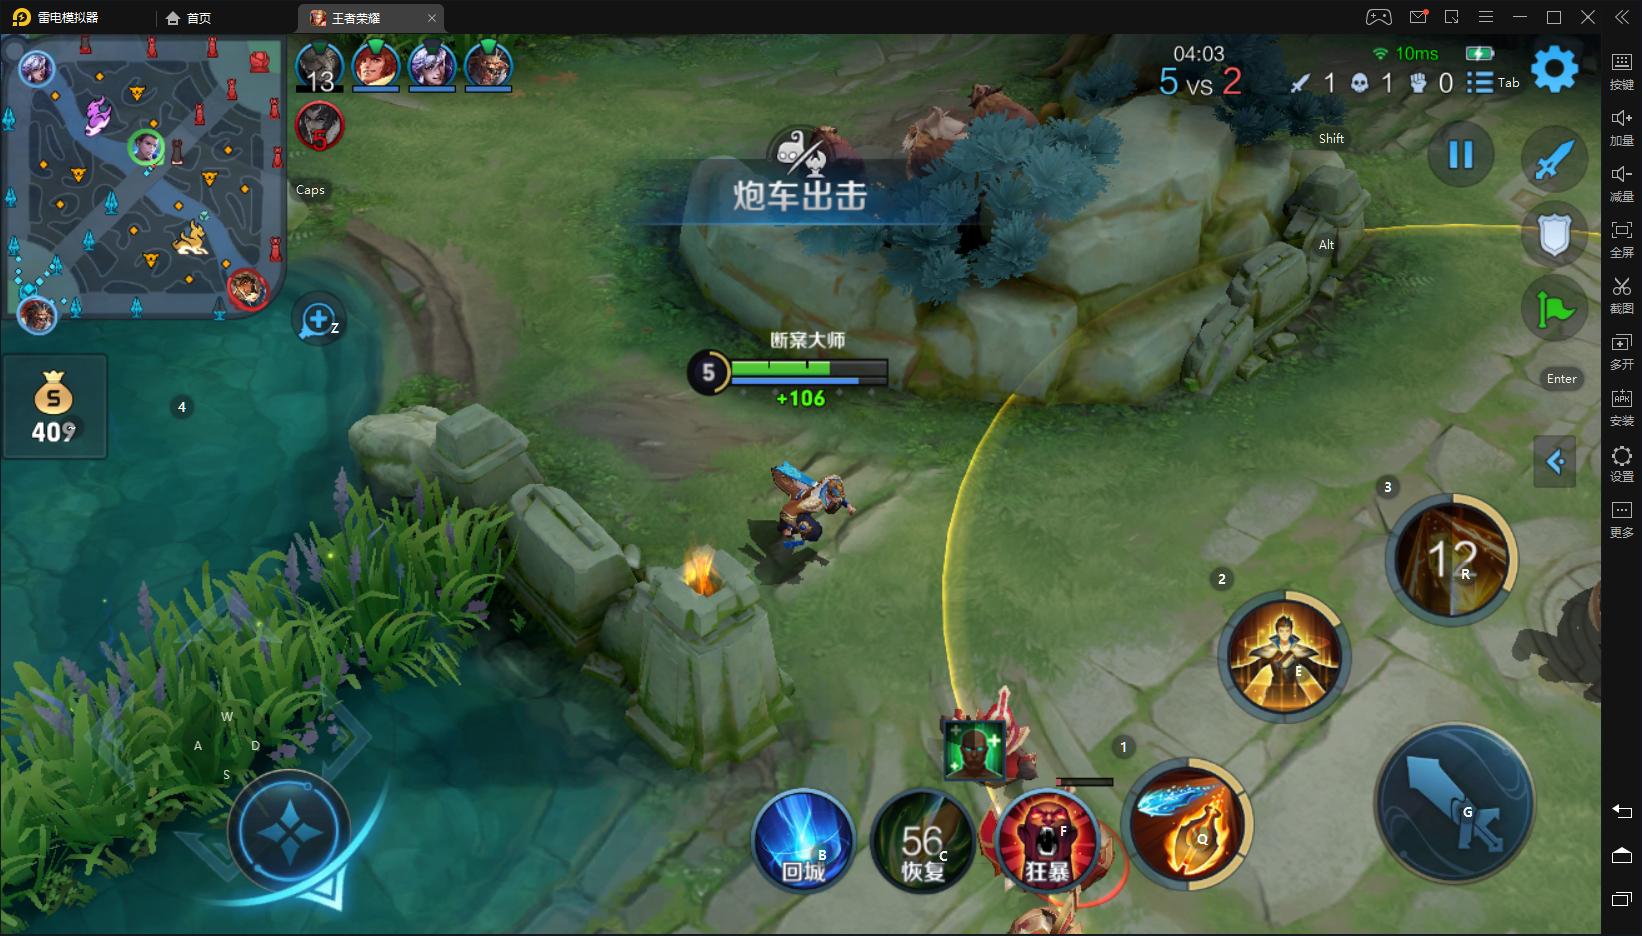 雷电模拟器
首页
王者荣耀
13
5
04:03
5 vs 2
10ms
1 1 0
Tab
Shift
Caps
Alt
炮车出击
断案大师
5
+106
Z
409
4
Enter
3
12
R
2
E
1
Q
G
W
A
D
S
回城
B
56
恢复
C
狂暴
F
按键
加量
减量
全屏
截图
多开
APK
安装
设置
更多